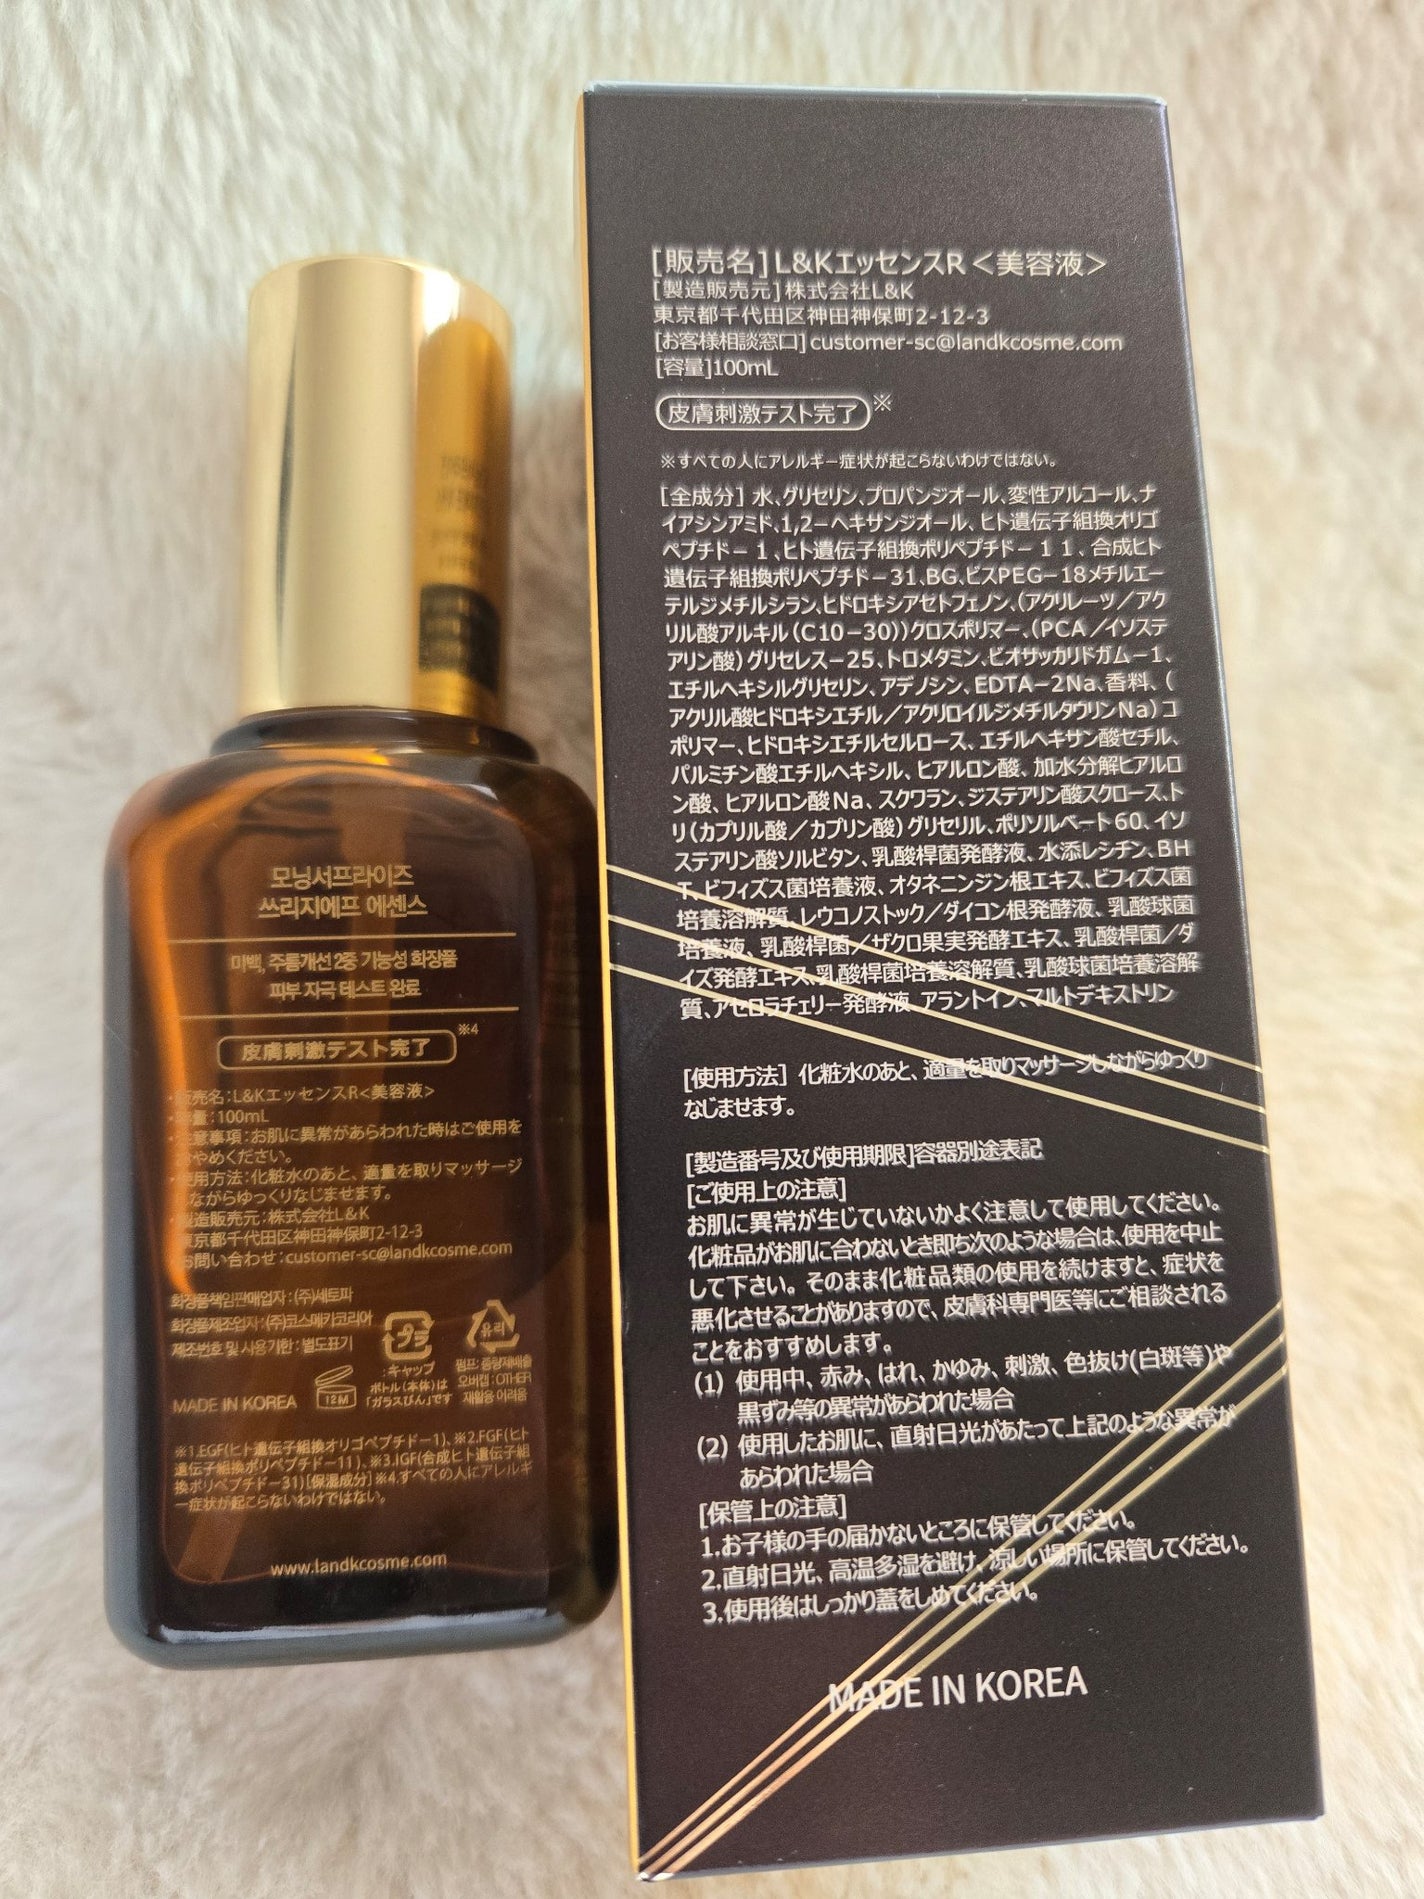 모닝서프라이즈
쓰리지에프 에센스
미백, 주름개선 2중 기능성 화장품
피부 자극 테스트 완료
皮膚刺激テスト完了※4
販売名:L&KエッセンスR<美容液>
量:100mL
意事項:お肌に異常があらわれた時はご使用を
やめください。
使用方法:化粧水のあと、適量を取りマッサージ
ながらゆっくりなじませます。
製造販売元:株式会社L&K
東京都千代田区神田神保町2-12-3
お問い合わせ:customer-sc@landkcosme.com
화장품책임판매업자 : (주)세토파
화장품제조업자 : (주)코스메카코리아
제조번호 및 사용기한 : 별도표기
MADE IN KOREA
12M
プラ
:キャップ
ボトル(本体)は
「ガラスびん」です
유리
펌프: 종량제배출
오버캡 : OTHER
재활용 어려움
※1.EGF(ヒト遺伝子組換オリゴペプチドー1)、※2.FGF(ヒト
遺伝子組換ポリペプチドー11)、※3.IGF(合成ヒト遺伝子組
換ポリペプチドー31)[保湿成分]※4.すべての人にアレルギ
ー症状が起こらないわけではない。
www.landkcosme.com
[販売名]L&KエッセンスR<美容液>
[製造販売元]株式会社L&K
東京都千代田区神田神保町2-12-3
[お客様相談窓口]customer-sc@landkcosme.com
[容量]100mL
皮膚刺激テスト完了※
※すべての人にアレルギー症状が起こらないわけではない。
[全成分] 水、グリセリン、プロパンジオール、変性アルコール、ナ
イアシンアミド、1,2-ヘキサンジオール、ヒト遺伝子組換オリゴ
ペプチド-1、ヒト遺伝子組換ポリペプチド-11、合成ヒト
遺伝子組換ポリペプチド-31、BG、ビスPEG-18メチルエー
テルジメチルシラン、ヒドロキシアセトフェノン、(アクリレーツ/アク
リル酸アルキル(C10-30))クロスポリマー、(PCA/イソステ
アリン酸)グリセレス-25、トロメタミン、ビオサッカリドガム-1、
エチルヘキシルグリセリン、アデノシン、EDTA-2Na、香料、(
アクリル酸ヒドロキシエチル/アクリロイルジメチルタウリンNa)コ
ポリマー、ヒドロキシエチルセルロース、エチルヘキサン酸セチル、
パルミチン酸エチルヘキシル、ヒアルロン酸、加水分解ヒアルロ
ン酸、ヒアルロン酸Na、スクワラン、ジステアリン酸スクロース、ト
リ(カプリル酸/カプリン酸)グリセリル、ポリソルベート60、イソ
ステアリン酸ソルビタン、乳酸桿菌発酵液、水添レシチン、BH
T、ビフィズス菌培養液、オタネニンジン根エキス、ビフィズス菌
培養溶解質、レウコノストック/ダイコン根発酵液、乳酸球菌
培養液、乳酸桿菌/ザクロ果実発酵エキス、乳酸桿菌/ダ
イズ発酵エキス、乳酸桿菌培養溶解質、乳酸球菌培養溶解
質、アセロラチェリー発酵液、アラントイン、マルトデキストリン
[使用方法] 化粧水のあと、適量を取りマッサージしながらゆっくり
なじませます。
[製造番号及び使用期限]容器別途表記
[ご使用上の注意]
お肌に異常が生じていないかよく注意して使用してください。
化粧品がお肌に合わないとき即ち次のような場合は、使用を中止
して下さい。そのまま化粧品類の使用を続けますと、症状を
悪化させることがありますので、皮膚科専門医等にご相談される
ことをおすすめします。
(1) 使用中、赤み、はれ、かゆみ、刺激、色抜け(白斑等)や
黒ずみ等の異常があらわれた場合
(2) 使用したお肌に、直射日光があたって上記のような異常が
あらわれた場合
[保管上の注意]
1.お子様の手の届かないところに保管してください。
2.直射日光、高温多湿を避け、涼しい場所に保管してください。
3.使用後はしっかり蓋をしめてください。
MADE IN KOREA